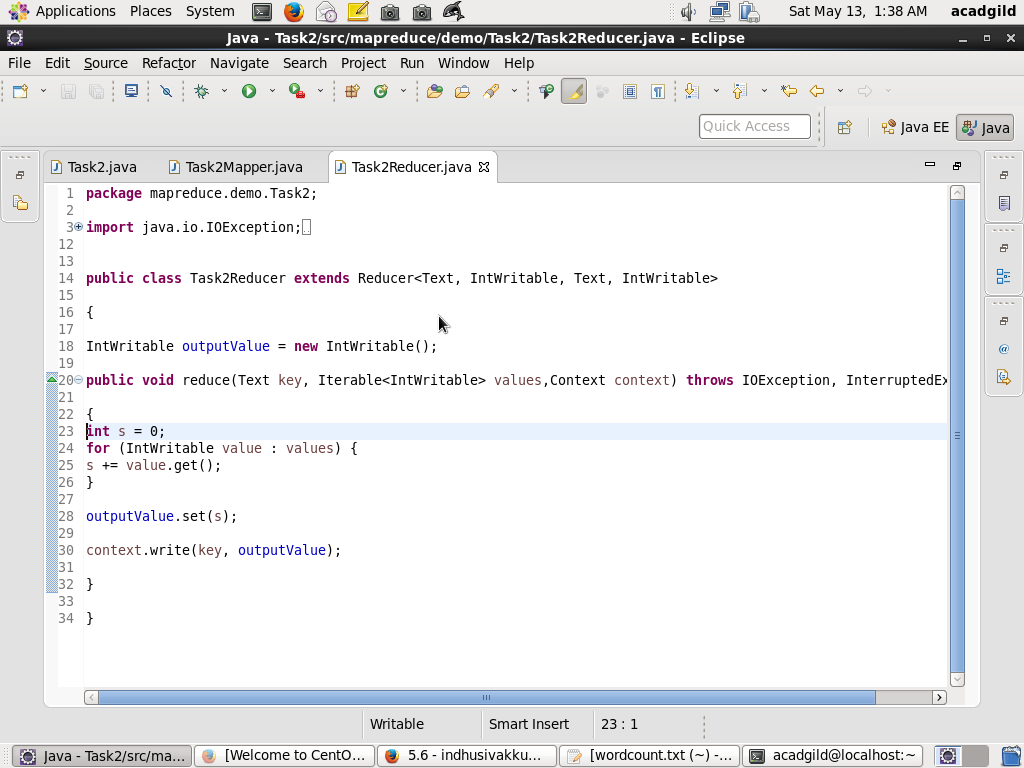 Applications Places System Sat May 13, 1:38 AM acadgild
Java - Task2/src/mapreduce/demo/Task2/Task2Reducer.java - Eclipse
File Edit Source Refactor Navigate Search Project Run Window Help
Quick Access Java EE Java
Task2.java Task2Mapper.java Task2Reducer.java
1 package mapreduce.demo.Task2;
2
3 import java.io.IOException;
12
13
14 public class Task2Reducer extends Reducer<Text, IntWritable, Text, IntWritable>
15
16 {
17
18 IntWritable outputValue = new IntWritable();
19
20 public void reduce(Text key, Iterable<IntWritable> values,Context context) throws IOException, InterruptedEx
21
22 {
23 int s = 0;
24 for (IntWritable value : values) {
25 s += value.get();
26 }
27
28 outputValue.set(s);
29
30 context.write(key, outputValue);
31
32 }
33
34 }
Writable Smart Insert 23 : 1
Java - Task2/src/ma... [Welcome to CentO... 5.6 - indhusivakku... [wordcount.txt (~) -... acadgild@localhost:~